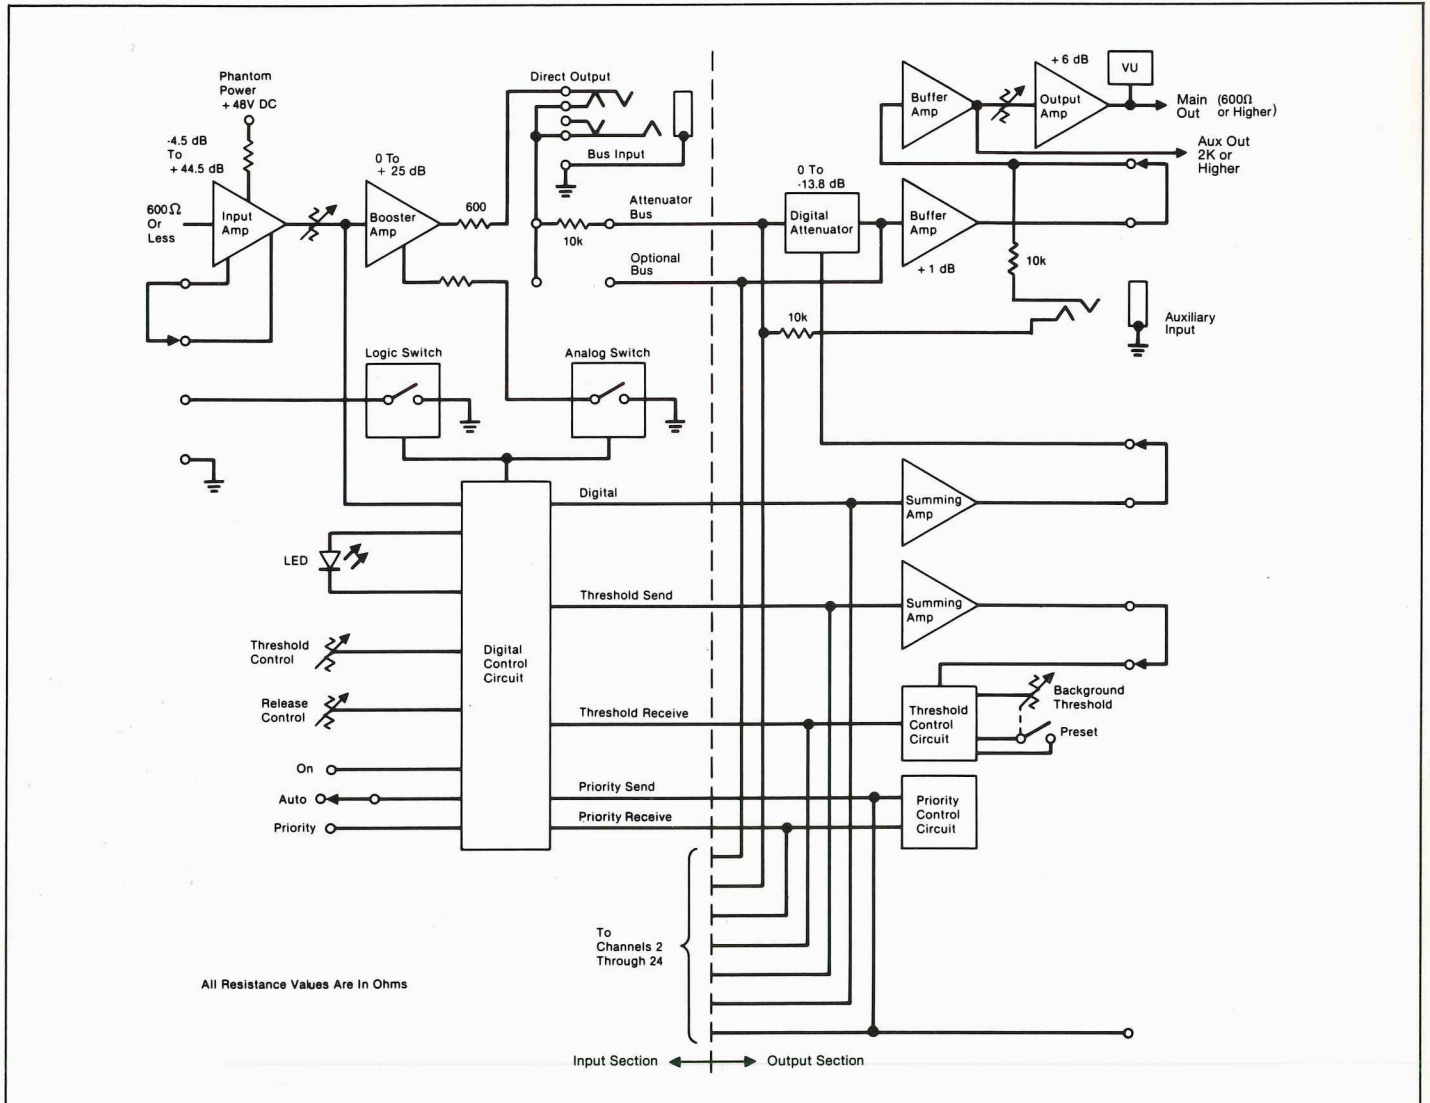 Phantom
Power
+ 48V DC
-4.5 dB
To
+ 44.5 dB
600Ω
Or
Less
Input
Amp
0 To
+ 25 dB
Booster
Amp
600
Direct Output
Bus Input
10k
Attenuator
Bus
Optional
Bus
0 To
-13.8 dB
Digital
Attenuator
Buffer
Amp
+ 1 dB
Buffer
Amp
+ 6 dB
Output
Amp
VU
Main (600Ω
Out or Higher)
Aux Out
2K or
Higher
10k
10k
Auxiliary
Input
Logic Switch
Analog Switch
Digital
Summing
Amp
LED
Threshold Send
Summing
Amp
Threshold
Control
Digital
Control
Circuit
Release
Control
Threshold Receive
Threshold
Control
Circuit
Background
Threshold
Preset
On
Auto
Priority
Priority Send
Priority Receive
Priority
Control
Circuit
To
Channels 2
Through 24
All Resistance Values Are In Ohms
Input Section
Output Section